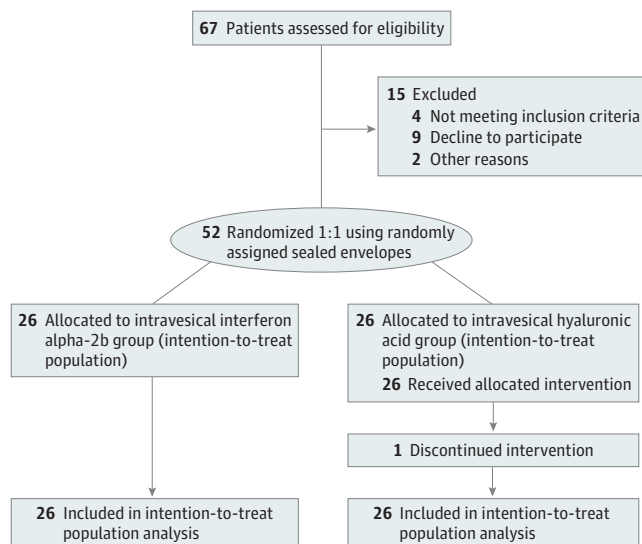 67 Patients assessed for eligibility
15 Excluded
4 Not meeting inclusion criteria
9 Decline to participate
2 Other reasons
52 Randomized 1:1 using randomly
assigned sealed envelopes
26 Allocated to intravesical interferon
alpha-2b group (intention-to-treat
population)
26 Allocated to intravesical hyaluronic
acid group (intention-to-treat
population)
26 Received allocated intervention
1 Discontinued intervention
26 Included in intention-to-treat
population analysis
26 Included in intention-to-treat
population analysis